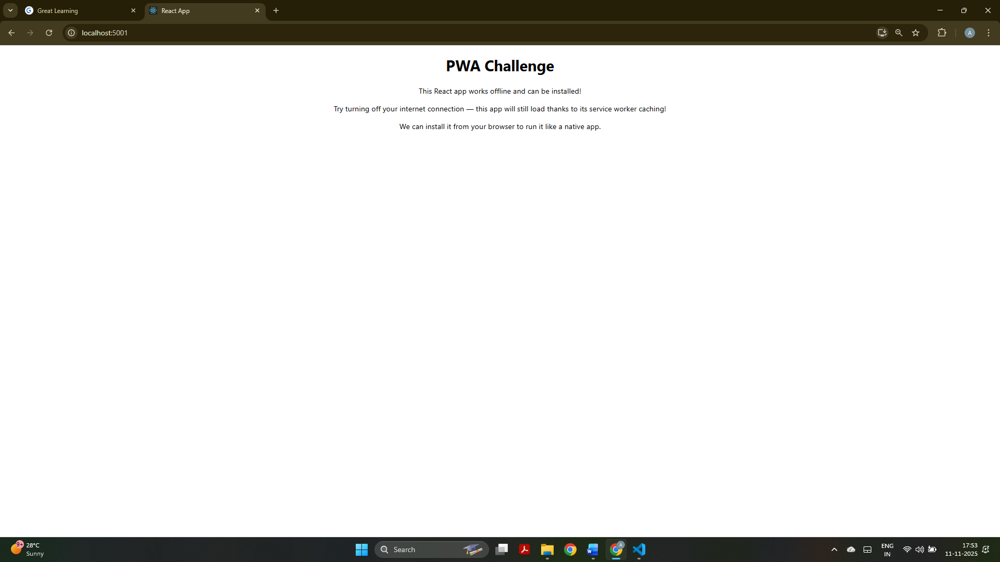 Great Learning
React App
localhost:5001
A
PWA Challenge
This React app works offline and can be installed!
Try turning off your internet connection — this app will still load thanks to its service worker caching!
We can install it from your browser to run it like a native app.
9+
28°C
Sunny
Search
A
ENG
IN
17:53
11-11-2025